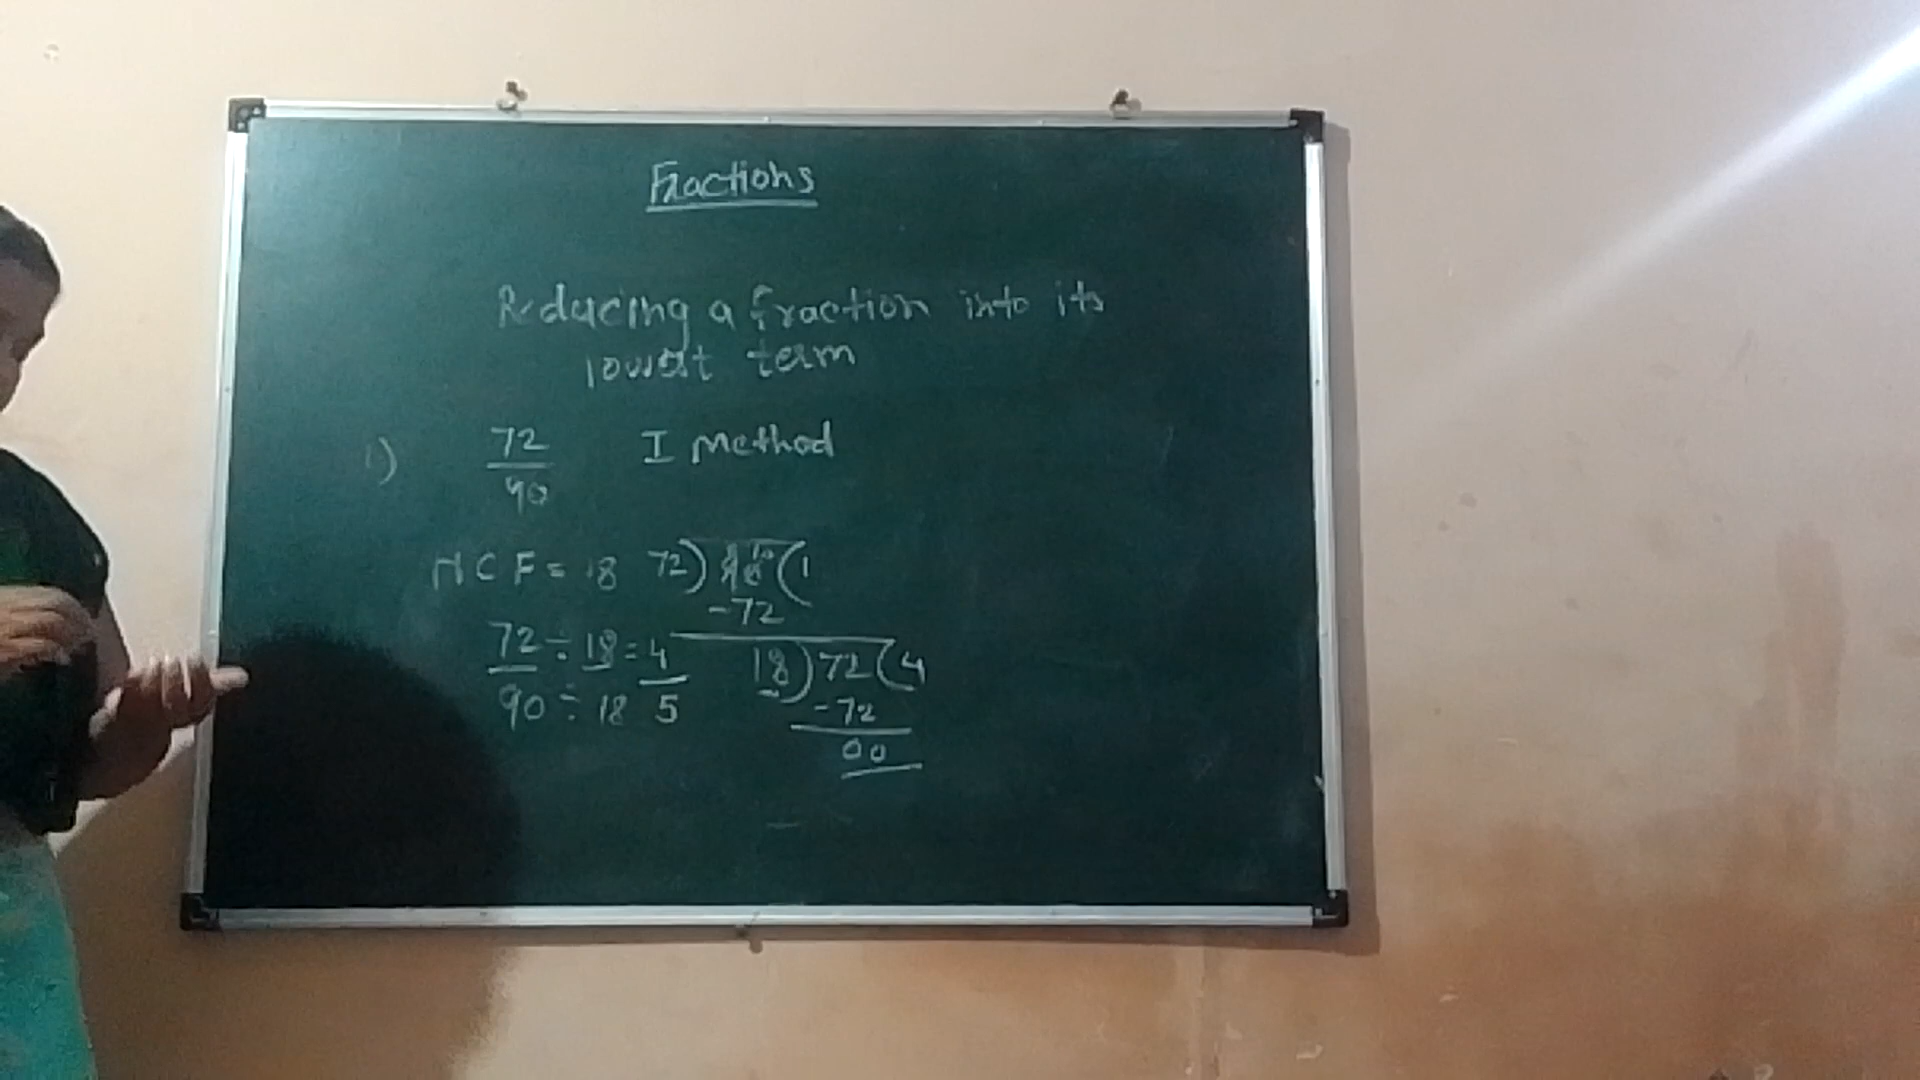 Fractions
Reducing a fraction into its
lowest term
1) 72/90 I Method
HCF = 18 72) 90 (1
-72
72 ÷ 18 = 4
90 ÷ 18 5
18) 72 (4
-72
00